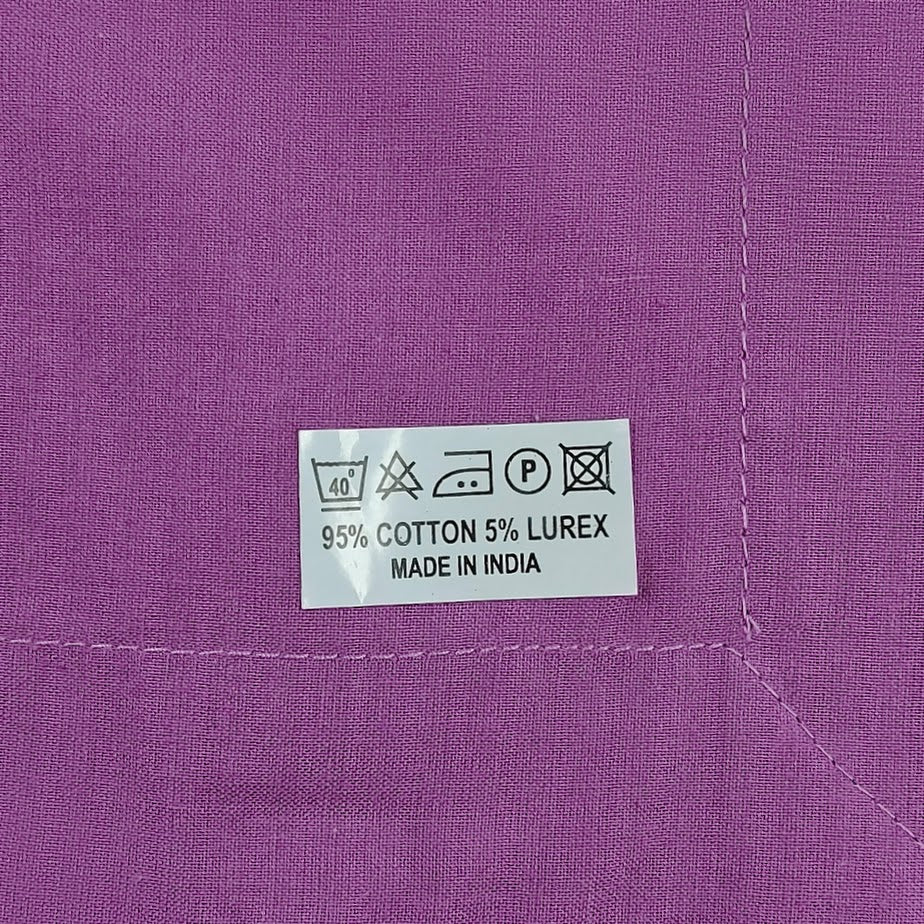 40° P
95% COTTON 5% LUREX
MADE IN INDIA